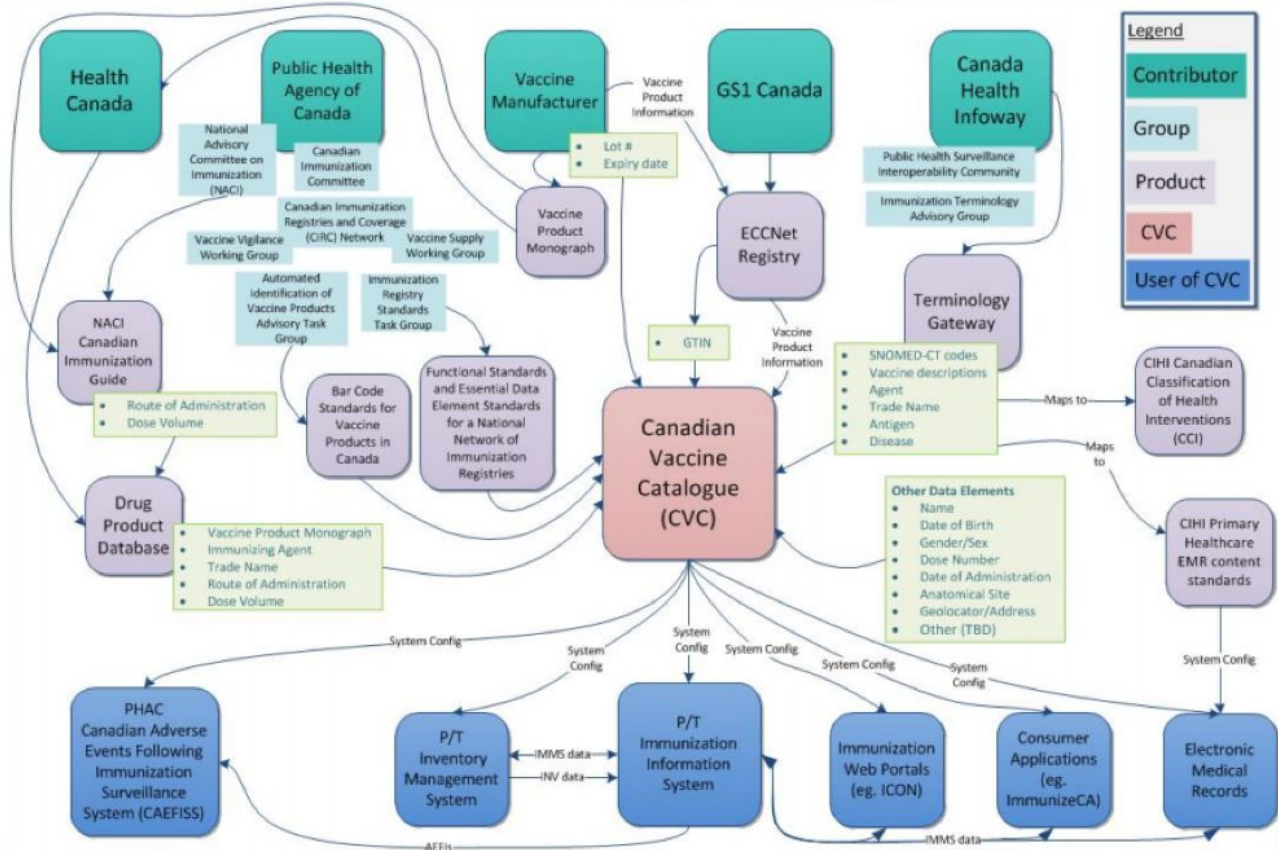 Health
Canada
Public Health
Agency of
Canada
Vaccine
Manufacturer
Vaccine
Product
Information
GS1 Canada
Canada
Health
Infoway
Legend
Contributor
Group
Product
CVC
User of CVC
National
Advisory
Committee on
Immunization
(NACI)
Canadian
Immunization
Committee
Canadian Immunization
Registries and Coverage
(CIRC) Network
Vaccine Vigilance
Working Group
Vaccine Supply
Working Group
Automated
Identification of
Vaccine Products
Advisory Task
Group
Immunization
Registry
Standards
Task Group
• Lot #
• Expiry date
Vaccine
Product
Monograph
ECCNet
Registry
Public Health Surveillance
Interoperability Community
Immunization Terminology
Advisory Group
Terminology
Gateway
NACI
Canadian
Immunization
Guide
• Route of Administration
• Dose Volume
Bar Code
Standards for
Vaccine
Products in
Canada
Functional Standards
and Essential Data
Element Standards
for a National
Network of
Immunization
Registries
• GTIN
Vaccine
Product
Information
Canadian
Vaccine
Catalogue
(CVC)
• SNOMED-CT codes
• Vaccine descriptions
• Agent
• Trade Name
• Antigen
• Disease
Maps to
CIHI Canadian
Classification
of Health
Interventions
(CCI)
Maps
to
Drug
Product
Database
• Vaccine Product Monograph
• Immunizing Agent
• Trade Name
• Route of Administration
• Dose Volume
Other Data Elements
• Name
• Date of Birth
• Gender/Sex
• Dose Number
• Date of Administration
• Anatomical Site
• Geolocator/Address
• Other (TBD)
CIHI Primary
Healthcare
EMR content
standards
System Config
System
Config
System
Config
System Config
System Config
System
Config
System Config
PHAC
Canadian Adverse
Events Following
Immunization
Surveillance
System (CAEFISS)
P/T
Inventory
Management
System
IMMS data
INV data
P/T
Immunization
Information
System
Immunization
Web Portals
(eg. ICON)
Consumer
Applications
(eg.
ImmunizeCA)
Electronic
Medical
Records
IMMS data
AEFIs